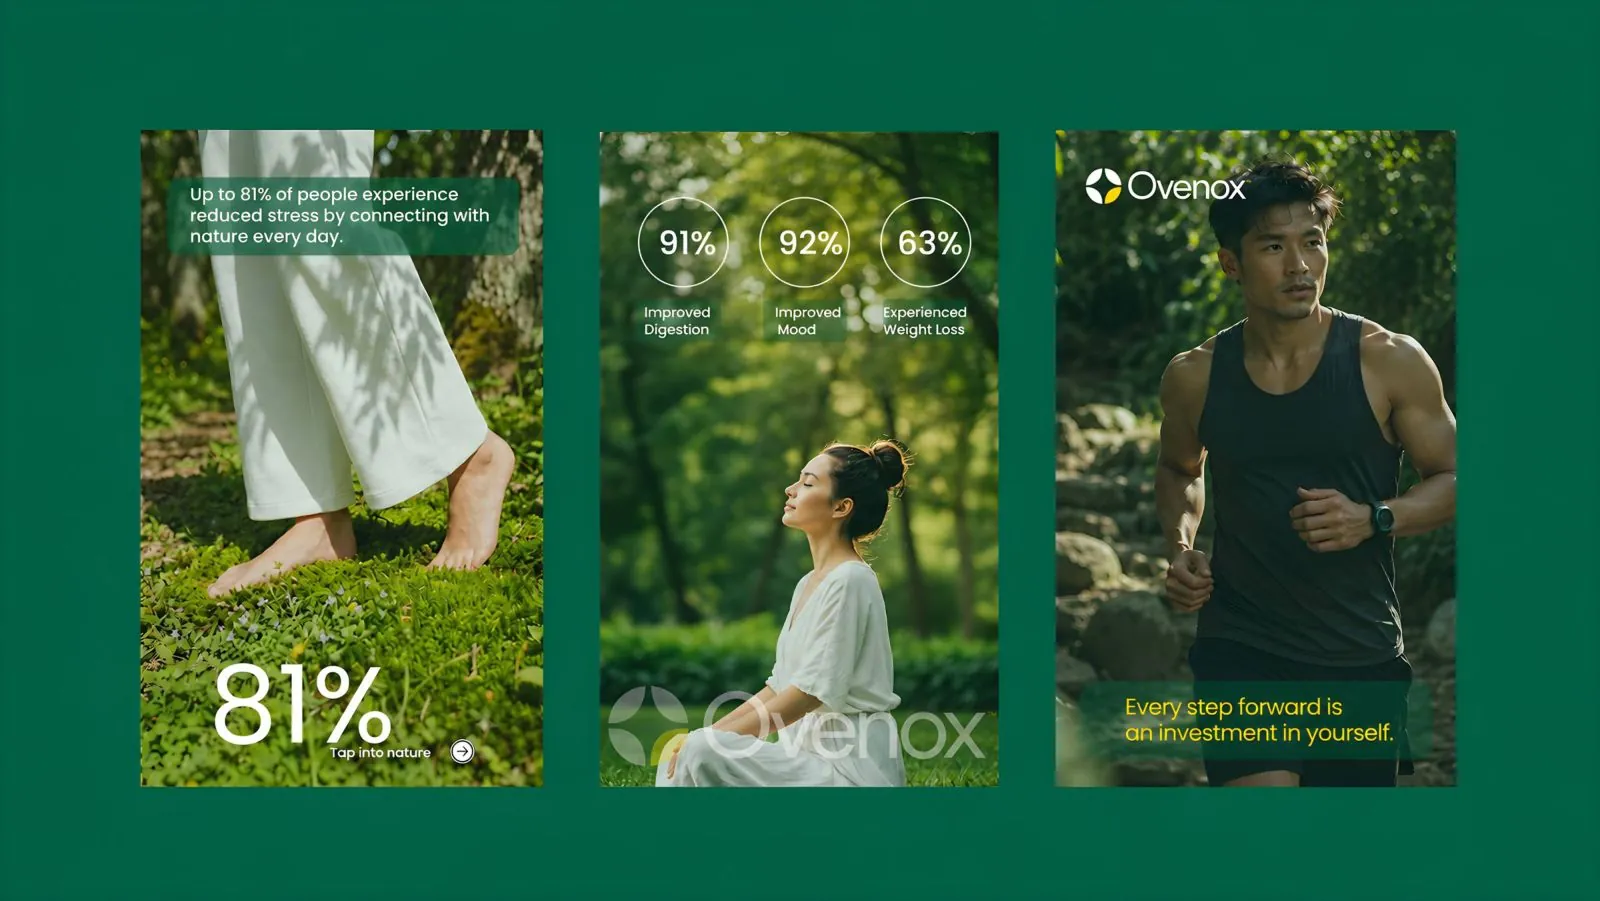 Up to 81% of people experience
reduced stress by connecting with
nature every day.
81%
Tap into nature
91%
92%
63%
Improved
Digestion
Improved
Mood
Experienced
Weight Loss
Ovenox
Ovenox
Every step forward is
an investment in yourself.